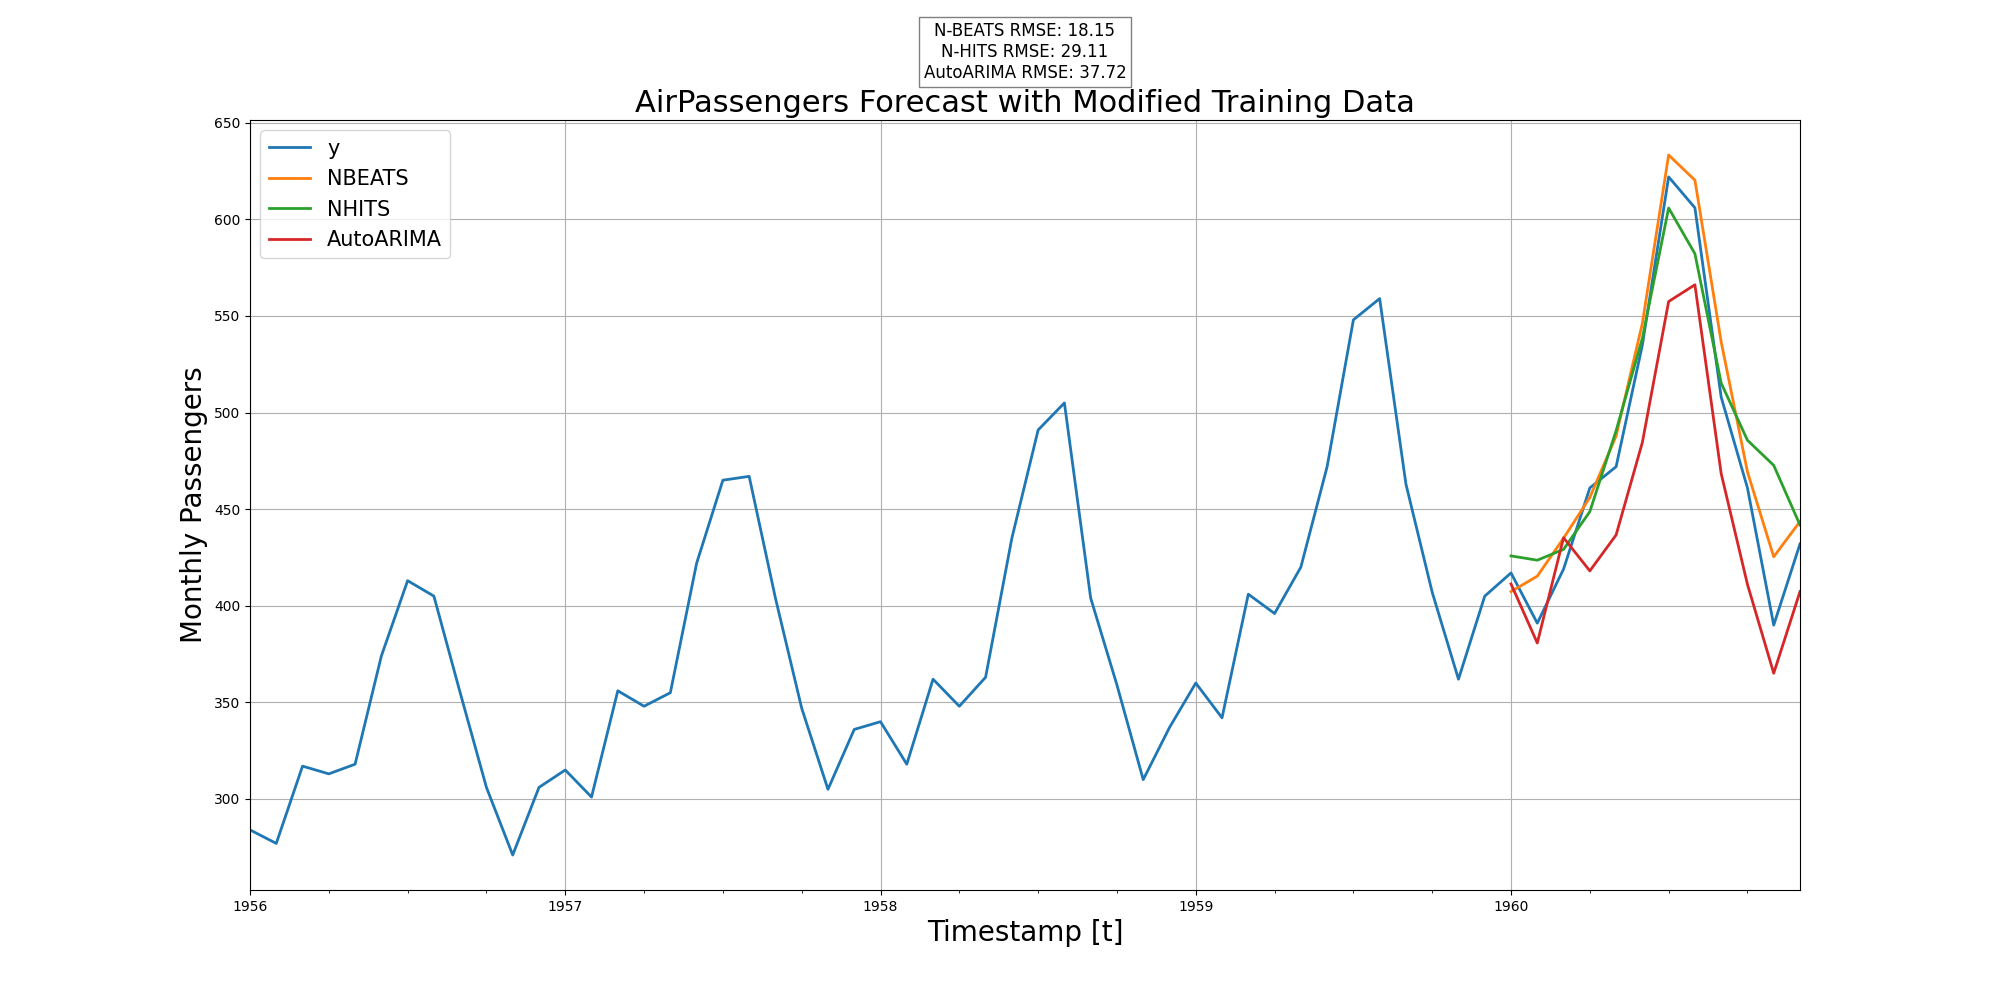 N-BEATS RMSE: 18.15
N-HITS RMSE: 29.11
AutoARIMA RMSE: 37.72
AirPassengers Forecast with Modified Training Data
y
NBEATS
NHITS
AutoARIMA
Monthly Passengers
650
600
550
500
450
400
350
300
1956
1957
1958
1959
1960
Timestamp [t]